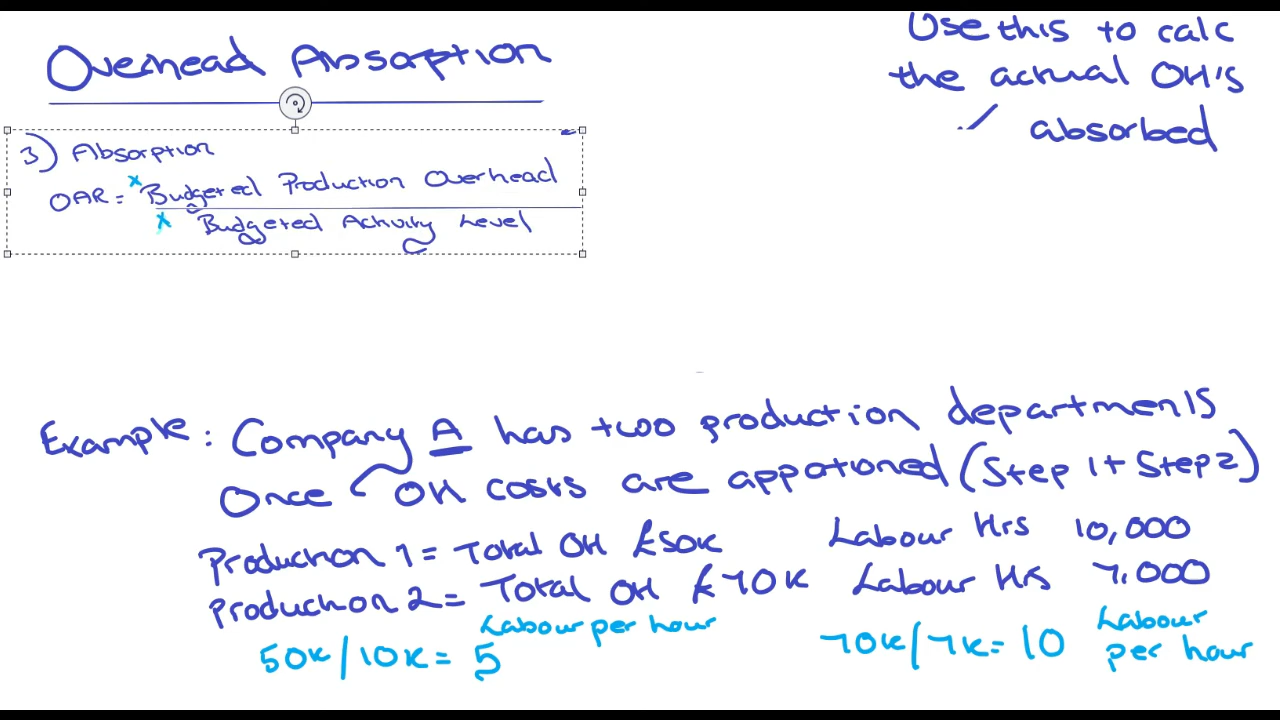 Overhead Absorption
Use this to calc
the actual OH's
absorbed
3) Absorption
OAR = Budgeted Production Overhead
Budgeted Activity Level
Example: Company A has two production departments
Once OH costs are appotioned (Step 1 + Step 2)
Production 1 = Total OH £50K Labour Hrs 10,000
Production 2 = Total OH £70K Labour Hrs 7,000
Labour per hour
50K/10K = 5
70K/7K = 10
Labour
per hour